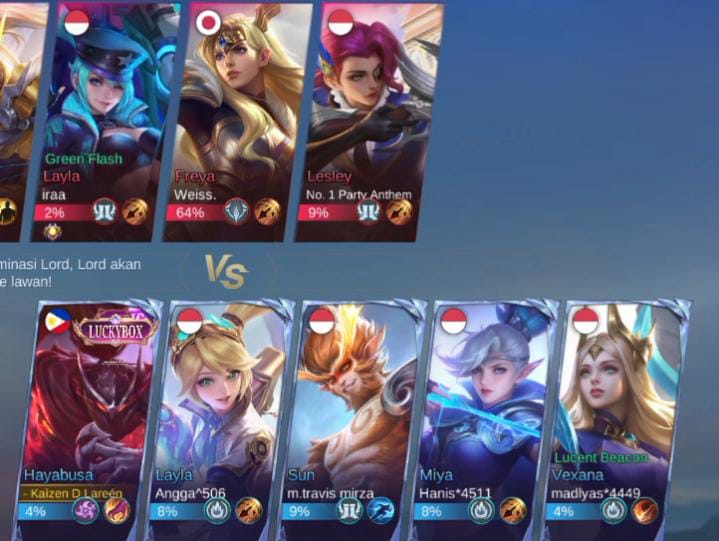 Green Flash
Layla
iraa
2%
Freya
Weiss.
64%
Lesley
No. 1 Party Anthem
9%
minasi Lord, Lord akan
e lawan!
VS
LUCKYBOX
Hayabusa
- Kaizen D Lareén
4%
Layla
Angga^506
8%
Sun
m.travis mirza
9%
Miya
Hanis*4511
8%
Lucent Beacon
Vexana
madlyas*4449
4%